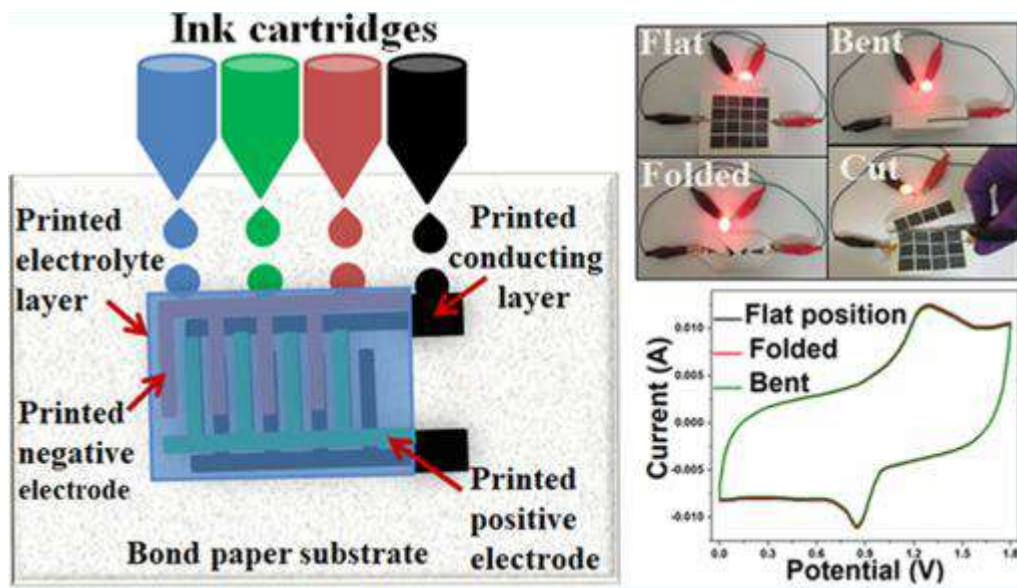 Ink cartridges
Printed
electrolyte
layer
Printed
conducting
layer
Printed
negative
electrode
Printed
positive
electrode
Bond paper substrate
Flat
Bent
Folded
Cut
Current (A)
0.010
0.005
0.000
-0.005
-0.010
Flat position
Folded
Bent
0.0 0.3 0.6 0.9 1.2 1.5 1.8
Potential (V)